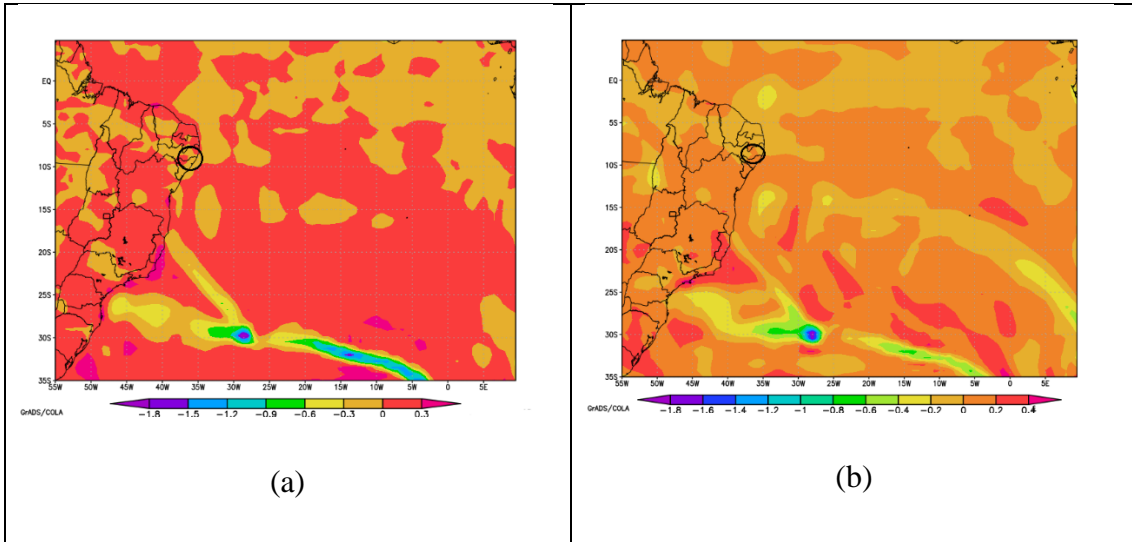 EQ
5S
10S
15S
20S
25S
30S
35S
55W 50W 45W 40W 35W 30W 25W 20W 15W 10W 5W 0 5E
GrADS/COLA
-1.8 -1.5 -1.2 -0.9 -0.6 -0.3 0 0.3
(a)
EQ
5S
10S
15S
20S
25S
30S
35S
55W 50W 45W 40W 35W 30W 25W 20W 15W 10W 5W 0 5E
GrADS/COLA
-1.8 -1.6 -1.4 -1.2 -1 -0.8 -0.6 -0.4 -0.2 0 0.2 0.4
(b)